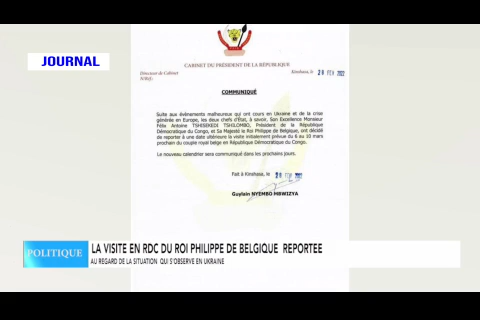 JOURNAL
CABINET DU PRÉSIDENT DE LA RÉPUBLIQUE
Directeur de Cabinet
Kinshasa, le 28 FEV 2022
COMMUNIQUÉ
Suite aux évènements malheureux qui ont cours en Ukraine et de la crise
générée en Europe, les deux chefs d'État, à savoir, Son Excellence Monsieur
Félix Antoine TSHISEKEDI TSHILOMBO, Président de la République
Démocratique du Congo, et Sa Majesté le Roi Philippe de Belgique, ont décidé
de reporter à une date ultérieure la visite initialement prévue du 6 au 10 mars
prochain du couple royal belge en République Démocratique du Congo.
Le nouveau calendrier sera communiqué dans les prochains jours.
Fait à Kinshasa, le
Guylain NYEMBO MBWIZYA
POLITIQUE
LA VISITE EN RDC DU ROI PHILIPPE DE BELGIQUE REPORTEE
AU REGARD DE LA SITUATION QUI S'OBSERVE EN UKRAINE